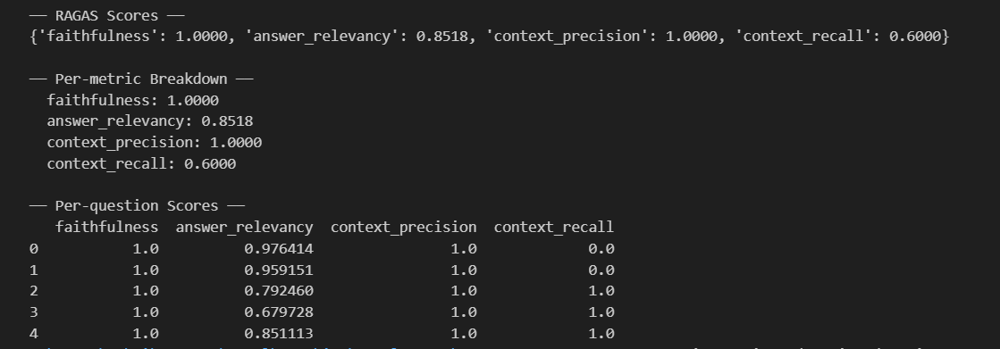 ── RAGAS Scores ──
{'faithfulness': 1.0000, 'answer_relevancy': 0.8518, 'context_precision': 1.0000, 'context_recall': 0.6000}
── Per-metric Breakdown ──
faithfulness: 1.0000
answer_relevancy: 0.8518
context_precision: 1.0000
context_recall: 0.6000
── Per-question Scores ──
faithfulness answer_relevancy context_precision context_recall
0 1.0 0.976414 1.0 0.0
1 1.0 0.959151 1.0 0.0
2 1.0 0.792460 1.0 1.0
3 1.0 0.679728 1.0 1.0
4 1.0 0.851113 1.0 1.0